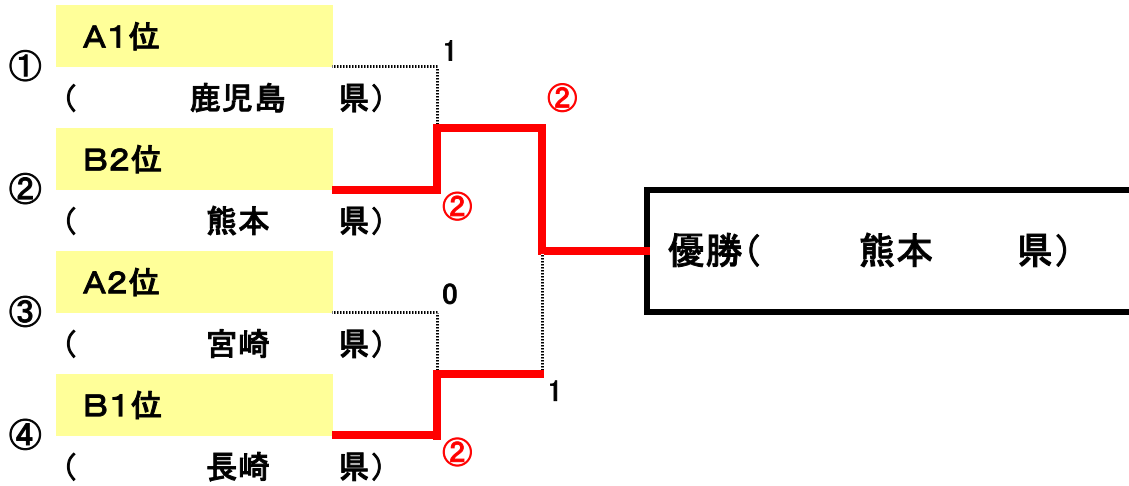 A1位
① 1
( 鹿児島 県) ②
B2位
②
( 熊本 県) ②
優勝( 熊本 県)
A2位
③ 0
( 宮崎 県)
B1位 1
④
( 長崎 県) ②